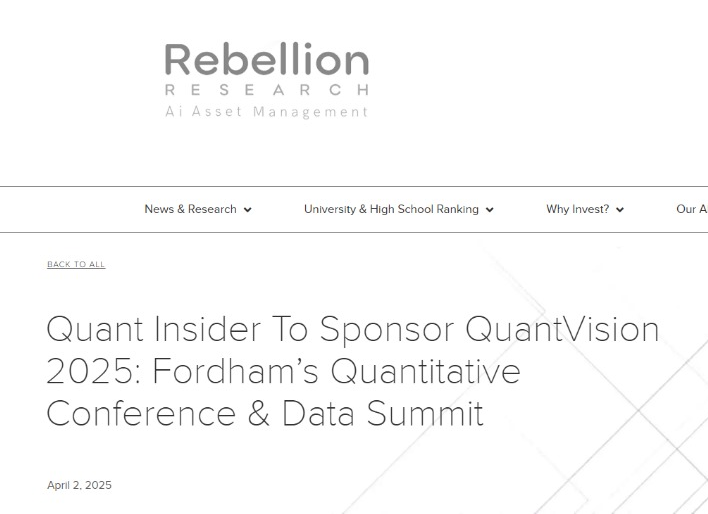 Rebellion
RESEARCH
Ai Asset Management
News & Research
University & High School Ranking
Why Invest?
Our A
BACK TO ALL
Quant Insider To Sponsor QuantVision
2025: Fordham’s Quantitative
Conference & Data Summit
April 2, 2025